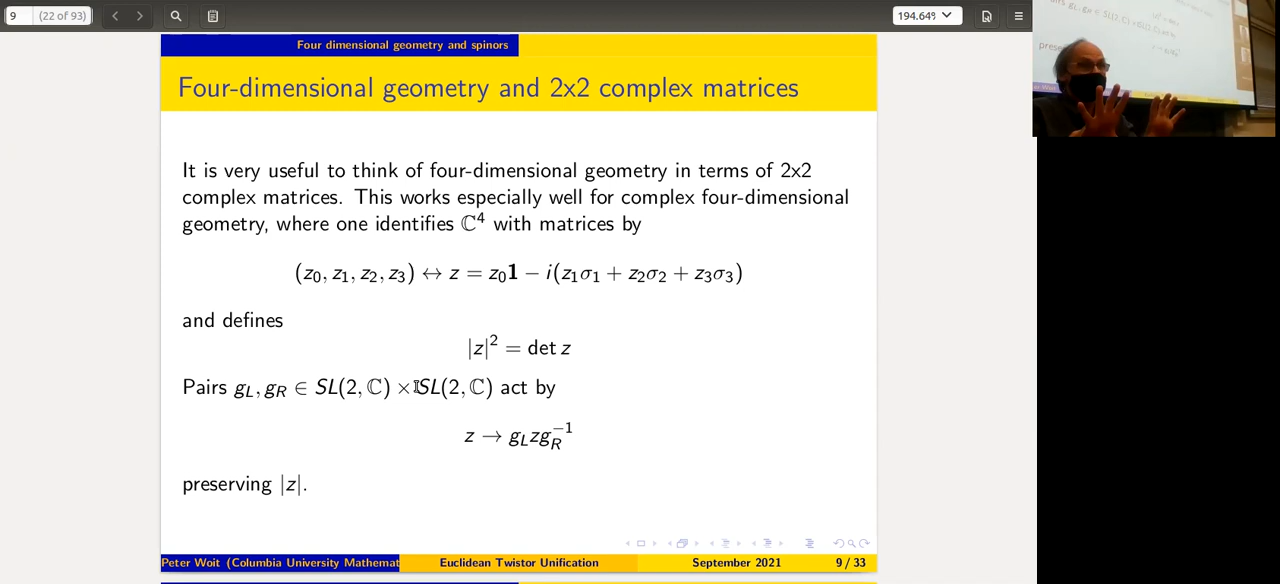 9 (22 of 93) 194.64%
Four dimensional geometry and spinors
Four-dimensional geometry and 2x2 complex matrices
It is very useful to think of four-dimensional geometry in terms of 2x2
complex matrices. This works especially well for complex four-dimensional
geometry, where one identifies ℂ⁴ with matrices by
(z₀, z₁, z₂, z₃) ↔ z = z₀𝟏 − i(z₁σ₁ + z₂σ₂ + z₃σ₃)
and defines
|z|² = det z
Pairs g_L, g_R ∈ SL(2, ℂ) × SL(2, ℂ) act by
z → g_L z g_R⁻¹
preserving |z|.
Peter Woit (Columbia University Mathemat Euclidean Twistor Unification September 2021 9 / 33